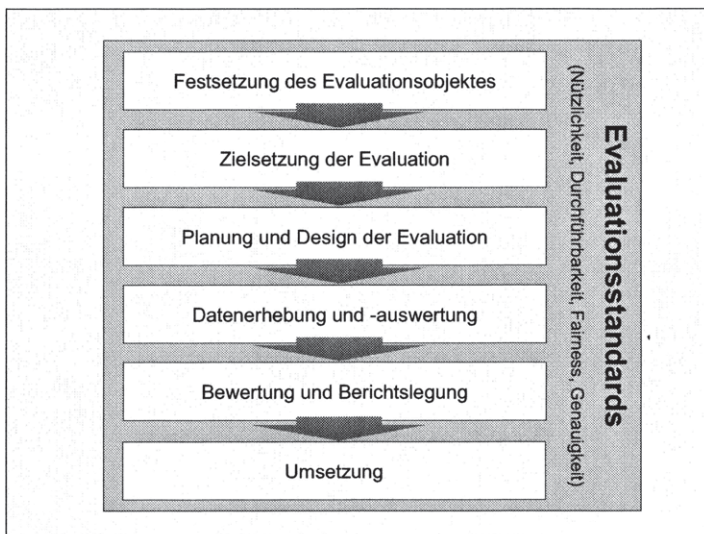 Festsetzung des Evaluationsobjektes
Zielsetzung der Evaluation
Planung und Design der Evaluation
Datenerhebung und -auswertung
Bewertung und Berichtslegung
Umsetzung
Evaluationsstandards
(Nützlichkeit, Durchführbarkeit, Fairness, Genauigkeit)